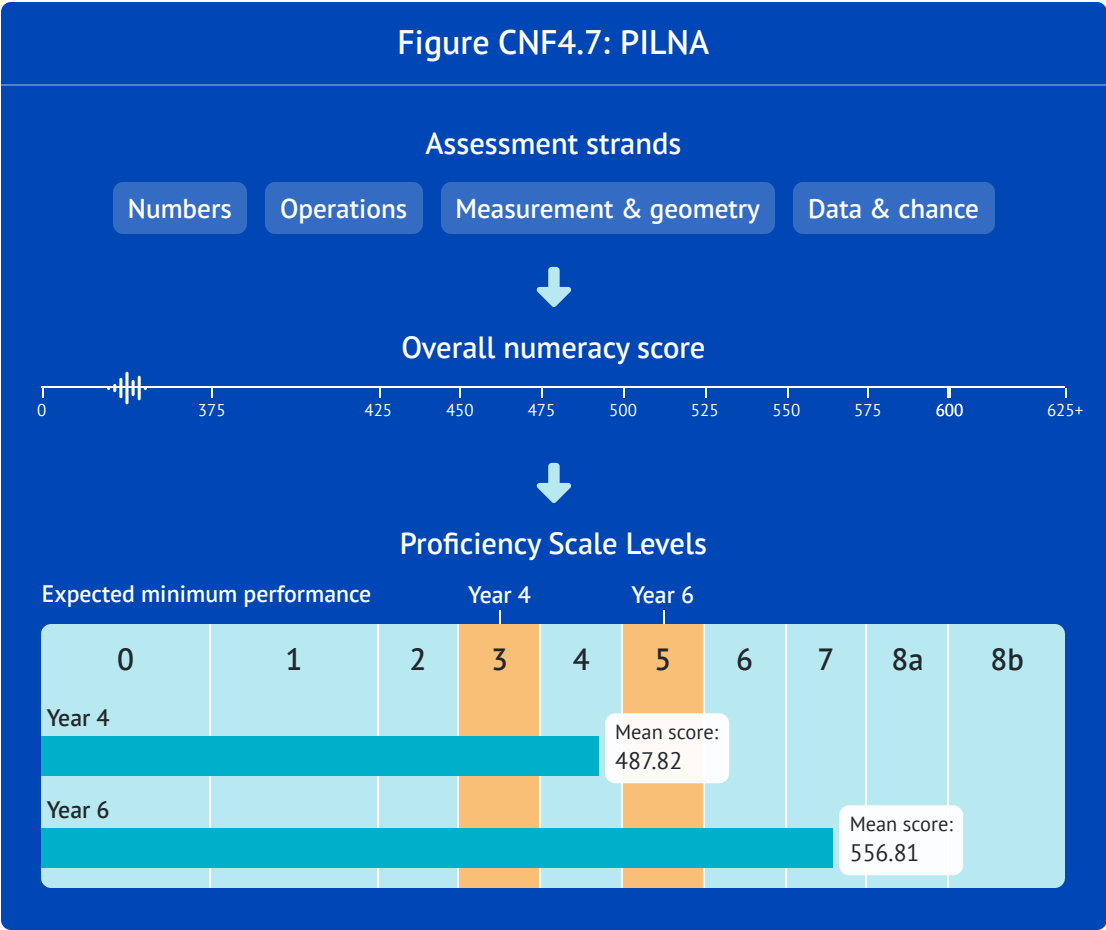 Figure CNF4.7: PILNA
Assessment strands
Numbers Operations Measurement & geometry Data & chance
Overall numeracy score
0 375 425 450 475 500 525 550 575 600 625+
Proficiency Scale Levels
Expected minimum performance Year 4 Year 6
0 1 2 3 4 5 6 7 8a 8b
Year 4
Mean score:
487.82
Year 6
Mean score:
556.81